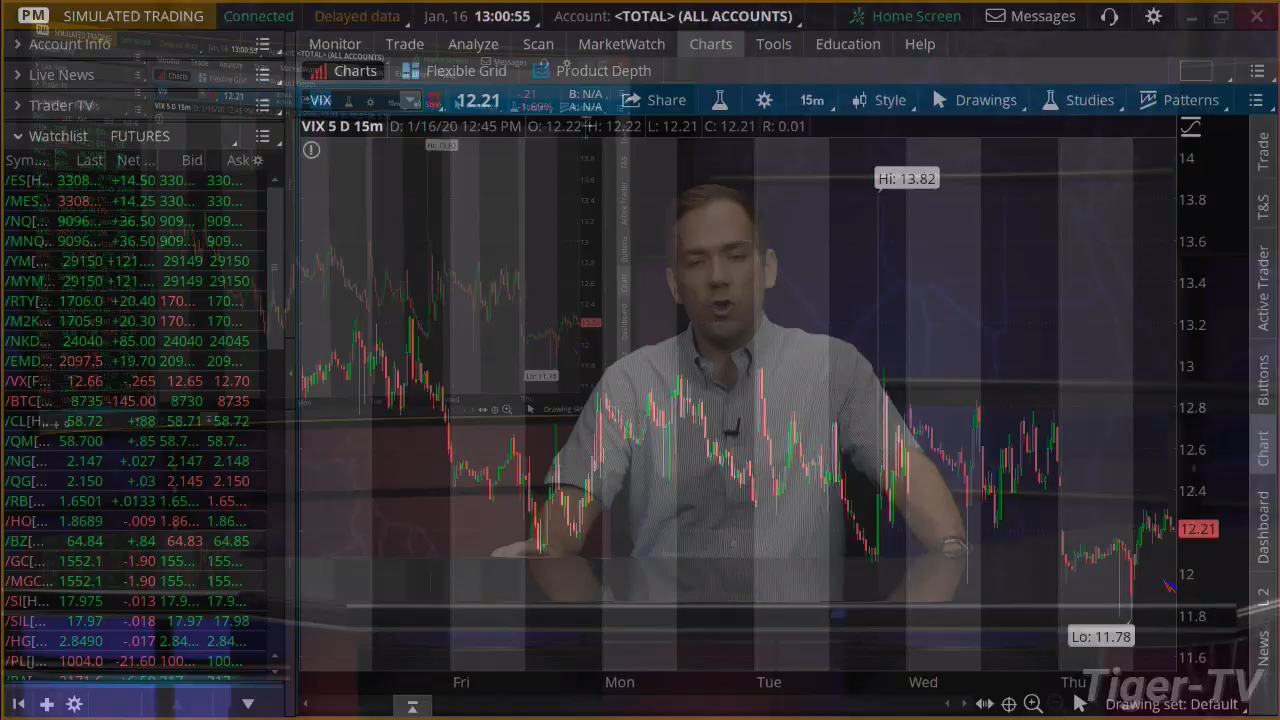 PM SIMULATED TRADING Connected Delayed data Jan, 16 13:00:55 Account: <TOTAL> (ALL ACCOUNTS) Home Screen Messages
Account Info
Monitor Trade Analyze Scan MarketWatch Charts Tools Education Help
Live News
Charts Flexible Grid Product Depth
Trader TV
VIX 12.21 -.21 -1.69% B: N/A A: N/A Share 15m Style Drawings Studies Patterns
Watchlist FUTURES
VIX 5 D 15m D: 1/16/20 12:45 PM O: 12.22 H: 12.22 L: 12.21 C: 12.21 R: 0.01
Sym... Last Net ... Bid Ask
/ES[H... 3308... +14.50 330... 330...
/MES... 3308... +14.25 330... 330...
/NQ[... 9096... +36.50 909... 909...
/MNQ... 9096... +36.50 909... 909...
/YM[... 29150 +121.... 29149 29150
/MYM... 29150 +121.... 29149 29150
/RTY[... 1706.0 +20.40 170... 170...
/M2K... 1705.9 +20.30 170... 170...
/NKD... 24040 +85.00 24040 24045
/EMD... 2097.5 +19.70 209... 209...
/VX[F... 12.66 -.265 12.65 12.70
/BTC[... 8735 -145.00 8730 8735
/CL[H... 58.72 +.88 58.71 58.72
/QM[... 58.700 +.85 58.7... 58.7...
/NG[... 2.147 +.027 2.147 2.148
/QG[... 2.150 +.03 2.145 2.150
/RB[... 1.6501 +.0133 1.65... 1.65...
/HO[... 1.8689 -.009 1.86... 1.86...
/BZ[... 64.84 +.84 64.83 64.85
/GC[... 1552.1 -1.90 155... 155...
/MGC... 1552.1 -1.90 155... 155...
/SI[H... 17.975 -.013 17.9... 17.9...
/SIL[... 17.97 -.018 17.97 17.98
/HG[... 2.8490 -.017 2.84... 2.84...
/PL[J... 1004.0 -21.60 100... 100...
Hi: 13.82
Lo: 11.78
14
13.8
13.6
13.4
13.2
13
12.8
12.6
12.4
12.21
12
11.8
11.6
Fri Mon Tue Wed Thu
Trade
T&S
Active Trader
Buttons
Chart
Dashboard
L 2
News
Drawing set: Default
Tiger-TV